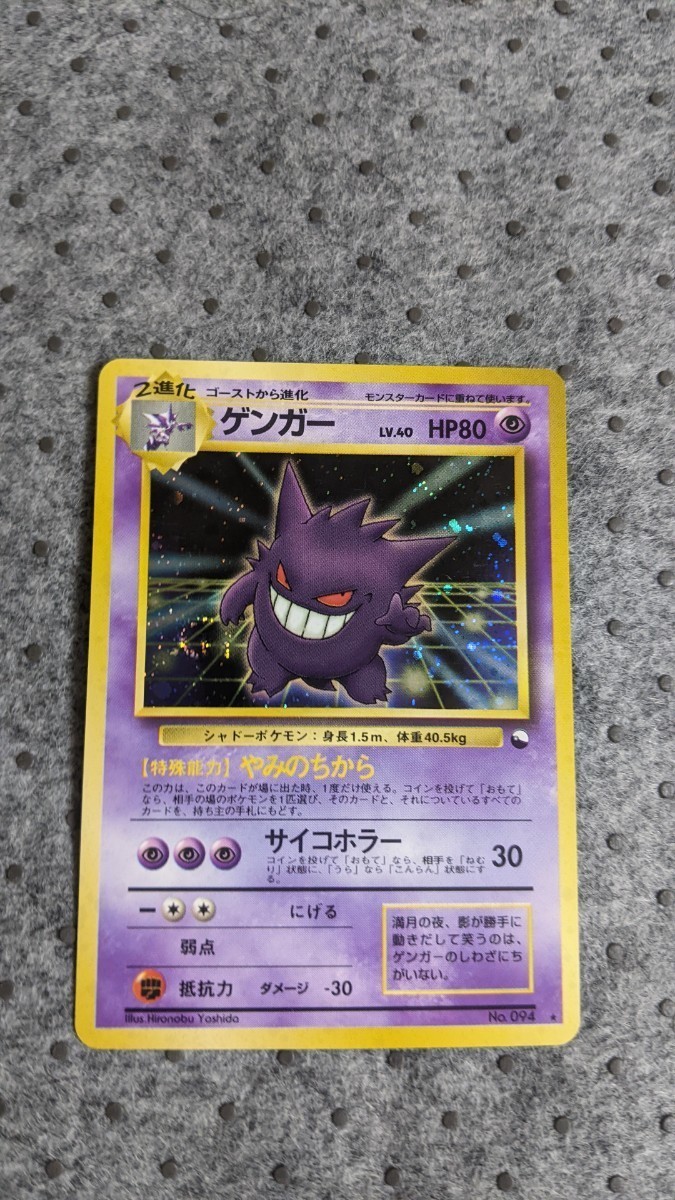 2進化 ゴーストから進化 モンスターカードに重ねて使います。
ゲンガー LV.40 HP80
シャドーポケモン：身長1.5m、体重40.5kg
【特殊能力】やみのちから
この力は、このカードが場に出た時、1度だけ使える。コインを投げて「おもて」
なら、相手の場のポケモンを1匹選び、そのカードと、それについているすべての
カードを、持ち主の手札にもどす。
サイコホラー 30
コインを投げて「おもて」なら、相手を「ねむ
り」状態に、「うら」なら「こんらん」状態にす
る。
にげる
弱点
抵抗力 ダメージ -30
満月の夜、影が勝手に
動きだして笑うのは、
ゲンガーのしわざにち
がいない。
Illus. Hironobu Yoshida No. 094 ★